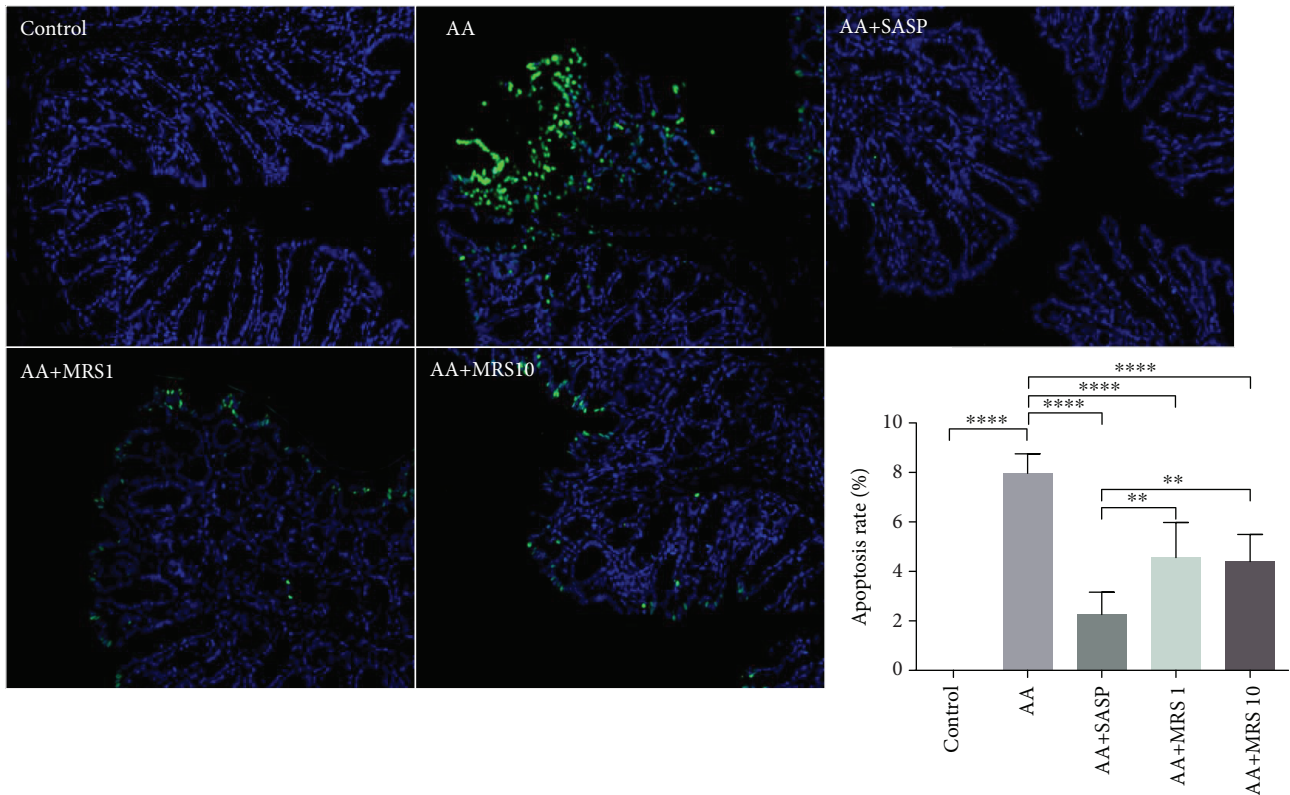 Control
AA
AA+SASP
AA+MRS1
AA+MRS10
****
****
****
****
**
**
10
8
6
4
2
0
Apoptosis rate (%)
Control
AA
AA+SASP
AA+MRS 1
AA+MRS 10